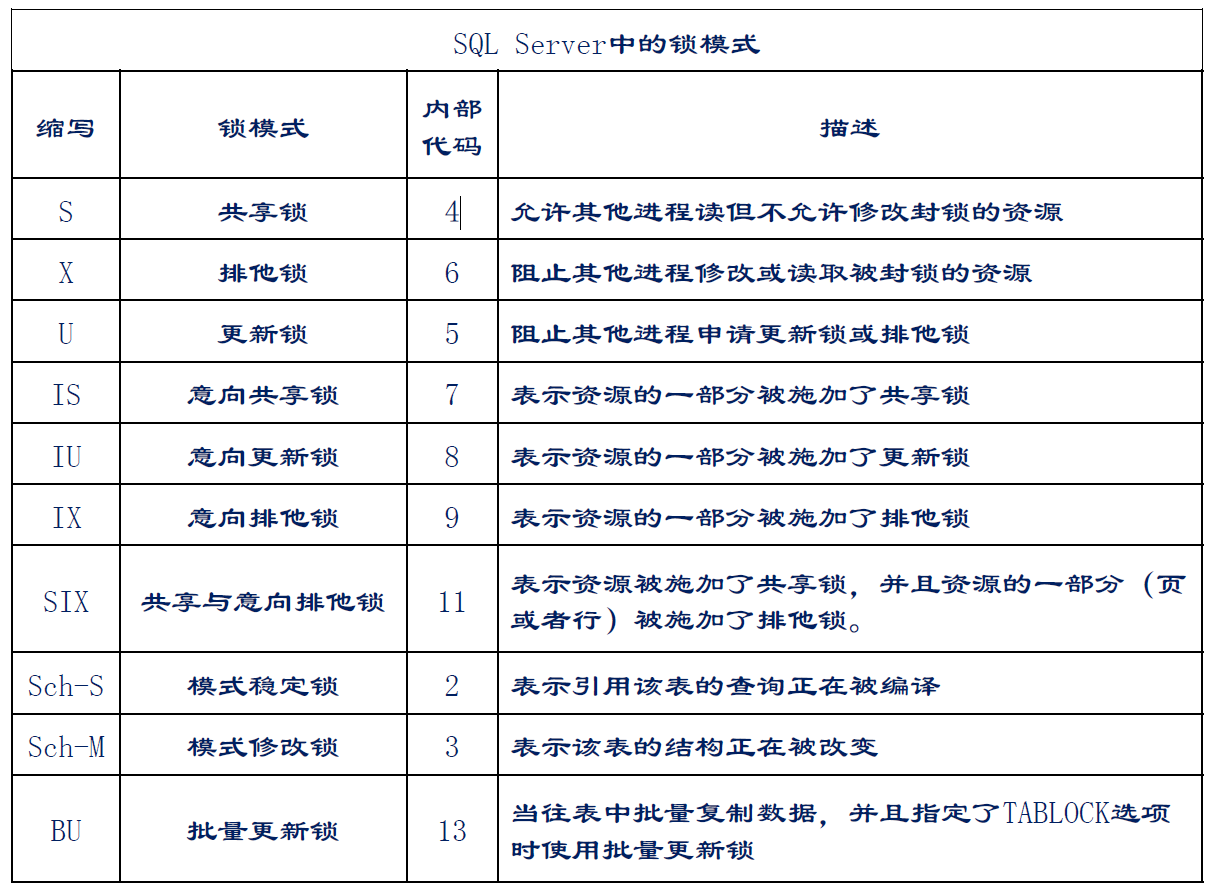 SQL Server中的锁模式
缩写 锁模式 内部代码 描述
S 共享锁 4 允许其他进程读但不允许修改封锁的资源
X 排他锁 6 阻止其他进程修改或读取被封锁的资源
U 更新锁 5 阻止其他进程申请更新锁或排他锁
IS 意向共享锁 7 表示资源的一部分被施加了共享锁
IU 意向更新锁 8 表示资源的一部分被施加了更新锁
IX 意向排他锁 9 表示资源的一部分被施加了排他锁
SIX 共享与意向排他锁 11 表示资源被施加了共享锁，并且资源的一部分（页
或者行）被施加了排他锁。
Sch-S 模式稳定锁 2 表示引用该表的查询正在被编译
Sch-M 模式修改锁 3 表示该表的结构正在被改变
BU 批量更新锁 13 当往表中批量复制数据，并且指定了TABLOCK选项
时使用批量更新锁